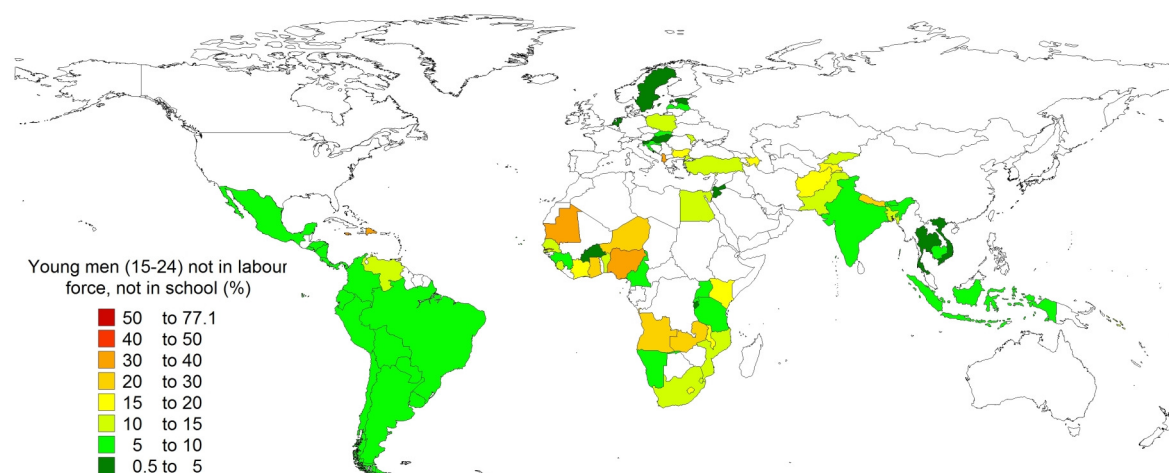 Young men (15-24) not in labour
force, not in school (%)
50 to 77.1
40 to 50
30 to 40
20 to 30
15 to 20
10 to 15
5 to 10
0.5 to 5